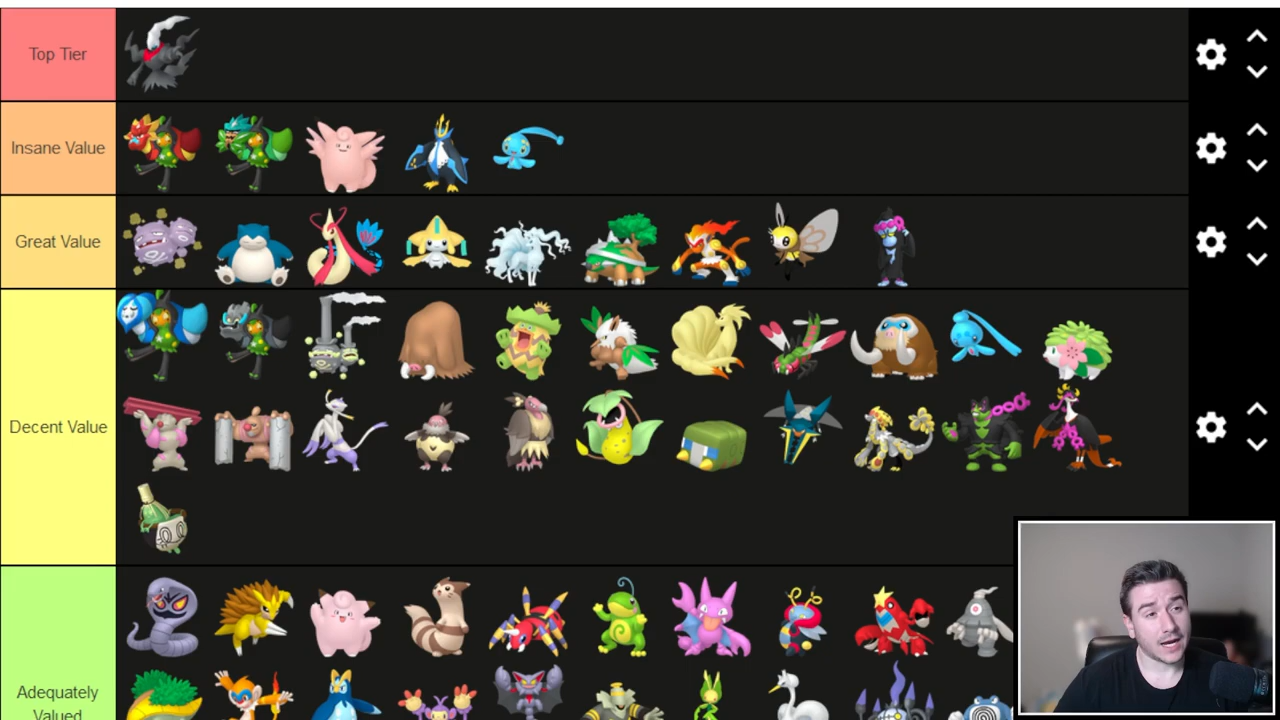 Top Tier
Insane Value
Great Value
Decent Value
Adequately
Valued